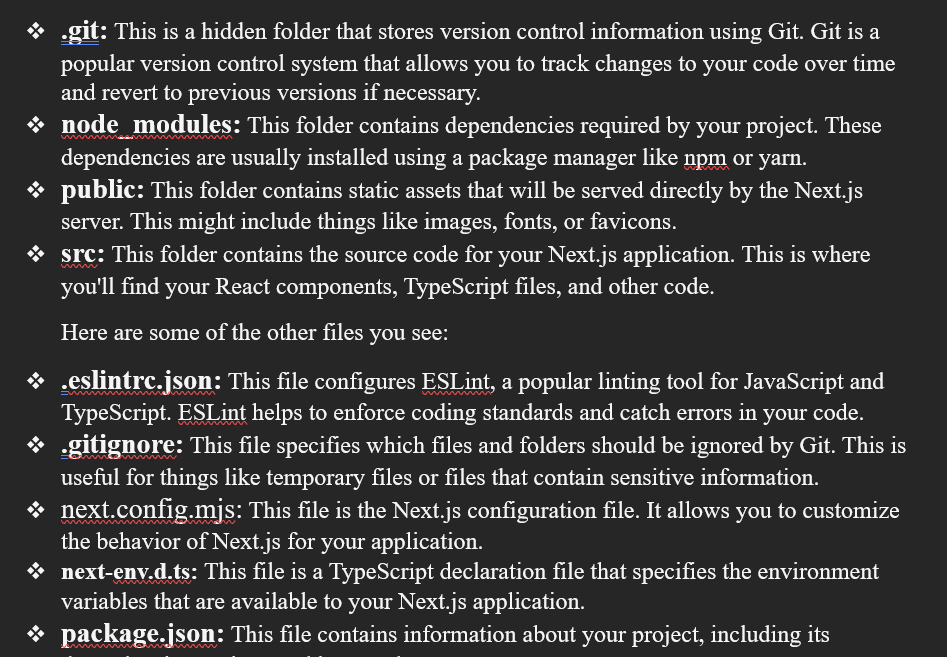 ❖ .git: This is a hidden folder that stores version control information using Git. Git is a
popular version control system that allows you to track changes to your code over time
and revert to previous versions if necessary.
❖ node_modules: This folder contains dependencies required by your project. These
dependencies are usually installed using a package manager like npm or yarn.
❖ public: This folder contains static assets that will be served directly by the Next.js
server. This might include things like images, fonts, or favicons.
❖ src: This folder contains the source code for your Next.js application. This is where
you'll find your React components, TypeScript files, and other code.
Here are some of the other files you see:
❖ .eslintrc.json: This file configures ESLint, a popular linting tool for JavaScript and
TypeScript. ESLint helps to enforce coding standards and catch errors in your code.
❖ .gitignore: This file specifies which files and folders should be ignored by Git. This is
useful for things like temporary files or files that contain sensitive information.
❖ next.config.mjs: This file is the Next.js configuration file. It allows you to customize
the behavior of Next.js for your application.
❖ next-env.d.ts: This file is a TypeScript declaration file that specifies the environment
variables that are available to your Next.js application.
❖ package.json: This file contains information about your project, including its